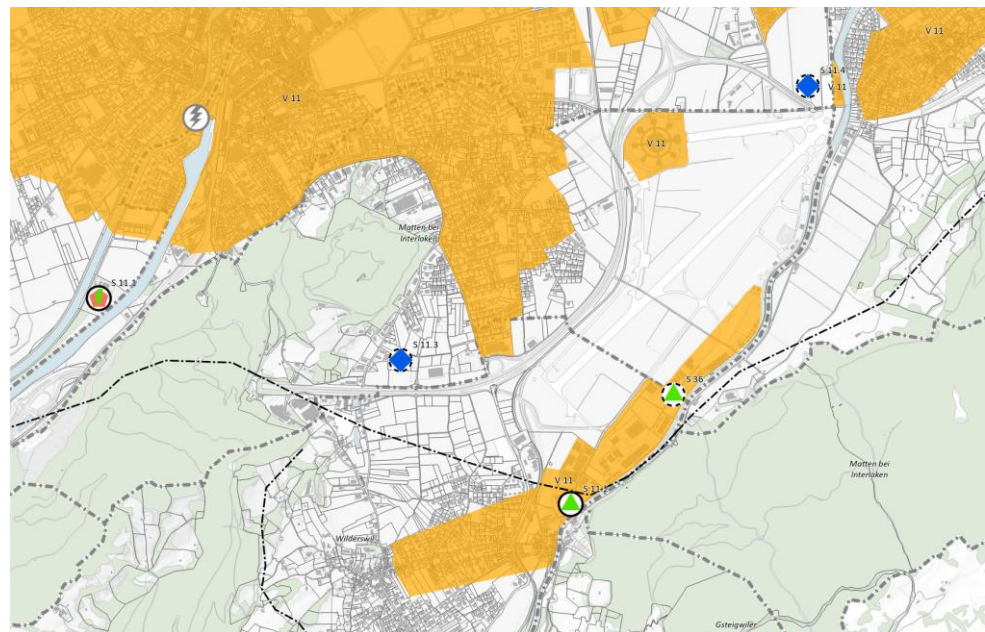 V 11
S 11.4
V 11
V 11
V 11
Matten bei
Interlaken
S 11.1
S 11.3
S 36
V 11
S 11.
Matten bei
Interlaken
Wilderswil
Gsteigwiler